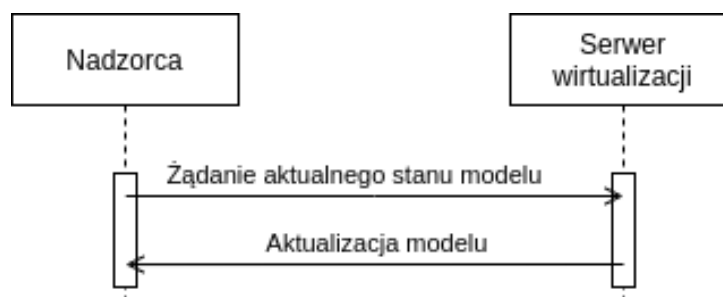 Nadzorca
Serwer
wirtualizacji
Żądanie aktualnego stanu modelu
Aktualizacja modelu